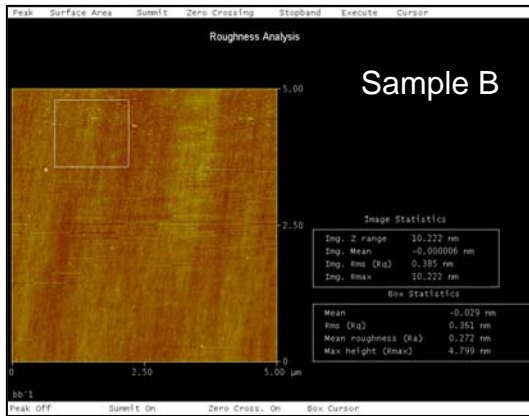 Peak Surface Area Summit Zero Crossing Stopband Execute Cursor
Roughness Analysis
Sample B
5.00
2.50
0
0 2.50 5.00 µm
Image Statistics
Img. Z range 10.222 nm
Img. Mean -0.000006 nm
Img. Rms (Rq) 0.385 nm
Img. Rmax 10.222 nm
Box Statistics
Mean -0.029 nm
Rms (Rq) 0.361 nm
Mean roughness (Ra) 0.272 nm
Max height (Rmax) 4.799 nm
bb'1
Peak Off Summit On Zero Cross. On Box Cursor